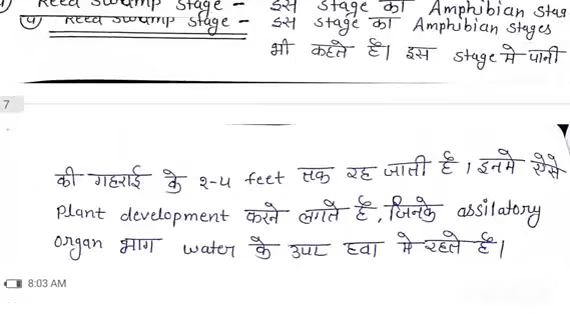 Reed Swamp Stage - इस stage को Amphibian Stag
(4) Reed Swamp Stage - इस stage को Amphibian stages
भी कहते है। इस stage मे पानी
7
की गहराई के 2-4 feet तक रह जाती है। इनमे ऐसे
Plant development करने लगते है, जिनके assilatory
organ भाग water के उपर हवा मे रहते है।
8:03 AM